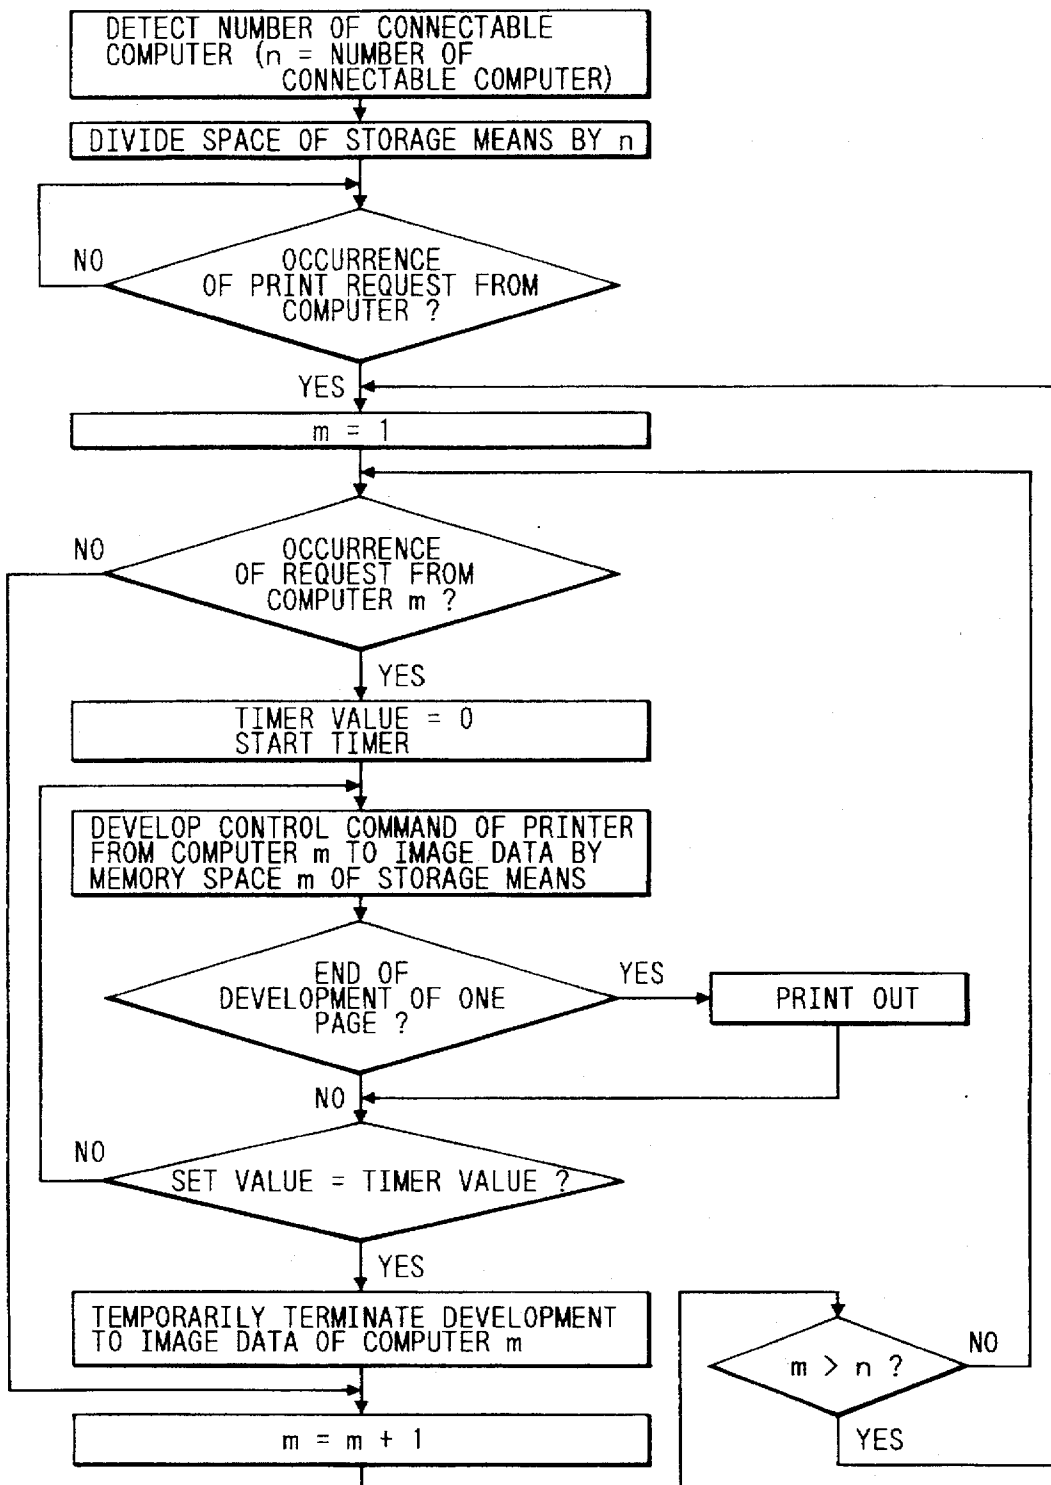 DETECT NUMBER OF CONNECTABLE
COMPUTER (n = NUMBER OF
CONNECTABLE COMPUTER)
DIVIDE SPACE OF STORAGE MEANS BY n
NO
OCCURRENCE
OF PRINT REQUEST FROM
COMPUTER ?
YES
m = 1
NO
OCCURRENCE
OF REQUEST FROM
COMPUTER m ?
YES
TIMER VALUE = 0
START TIMER
DEVELOP CONTROL COMMAND OF PRINTER
FROM COMPUTER m TO IMAGE DATA BY
MEMORY SPACE m OF STORAGE MEANS
END OF
DEVELOPMENT OF ONE
PAGE ?
YES
PRINT OUT
NO
NO
SET VALUE = TIMER VALUE ?
YES
TEMPORARILY TERMINATE DEVELOPMENT
TO IMAGE DATA OF COMPUTER m
m = m + 1
m > n ?
NO
YES